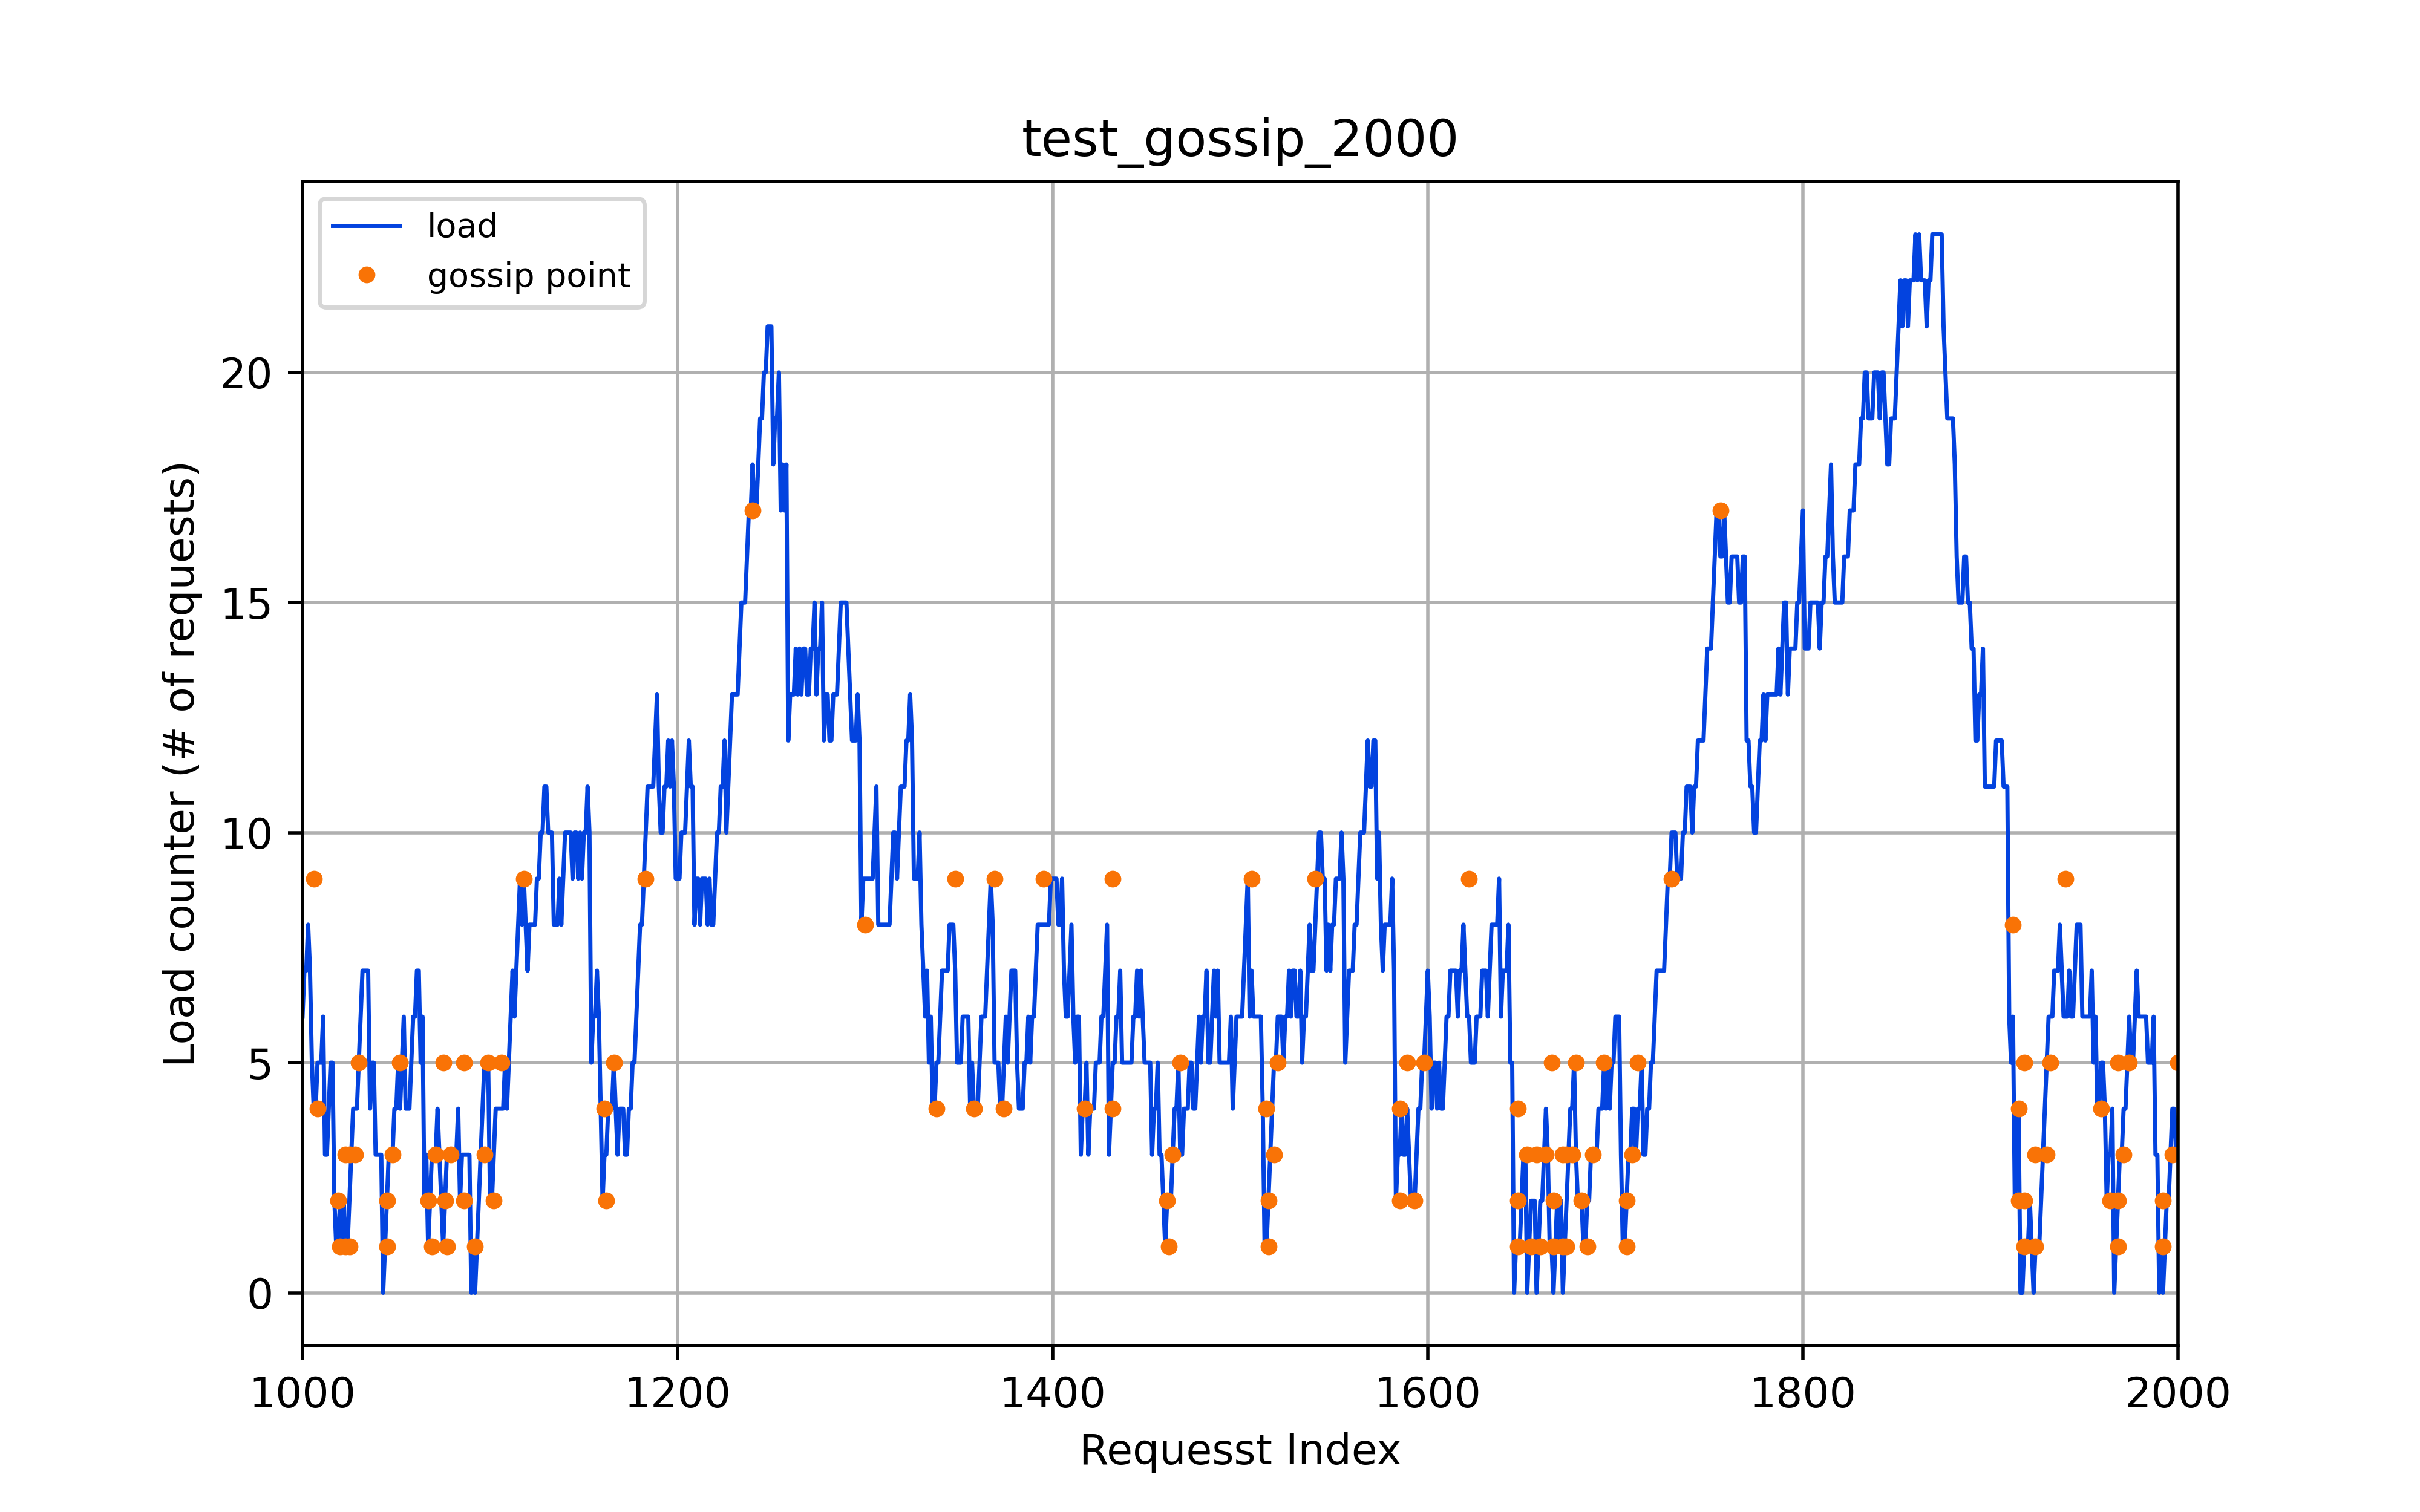 test_gossip_2000
load
gossip point
Load counter (# of requests)
20
15
10
5
0
1000 1200 1400 1600 1800 2000
Requesst Index